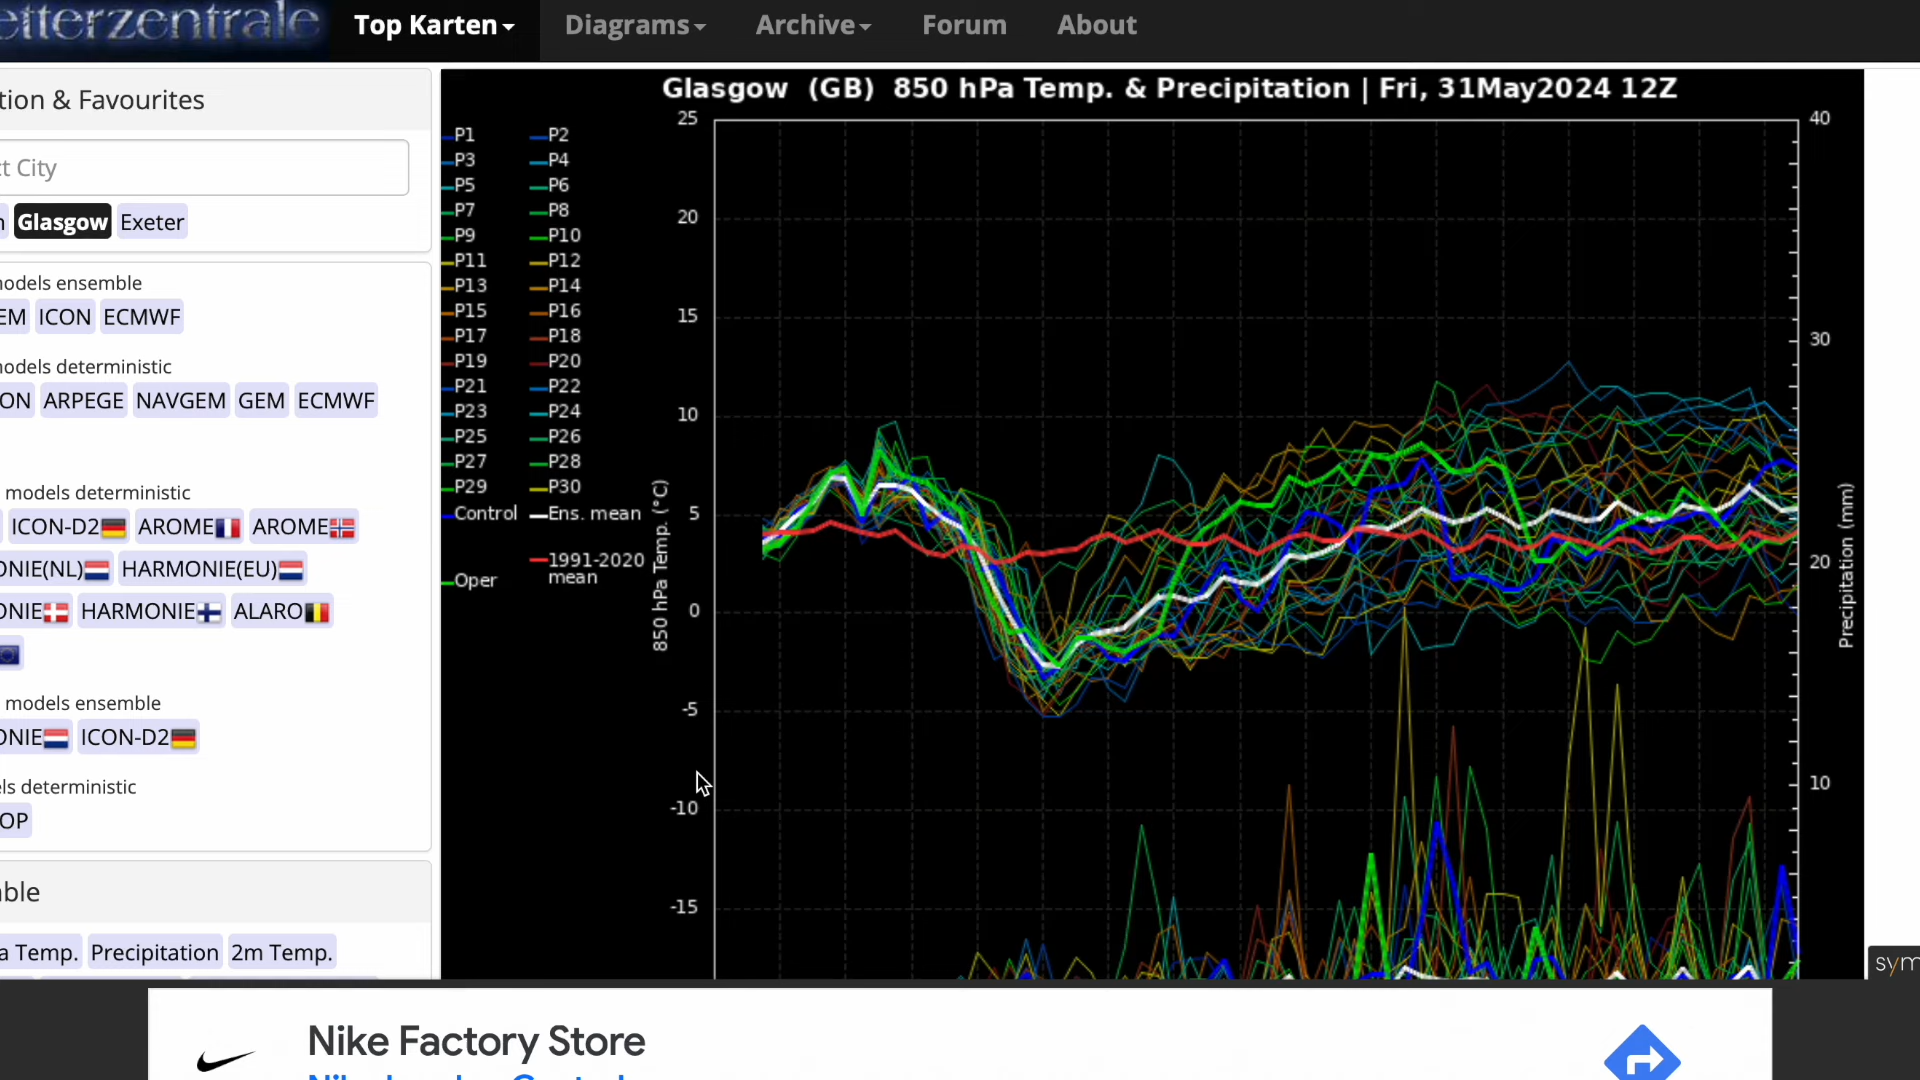 etterzentrale
Top Karten
Diagrams
Archive
Forum
About
tion & Favourites
t City
n Glasgow Exeter
nodels ensemble
EM ICON ECMWF
nodels deterministic
ON ARPEGE NAVGEM GEM ECMWF
models deterministic
ICON-D2 AROME AROME
ONIE(NL) HARMONIE(EU)
ONIE HARMONIE ALARO
models ensemble
ONIE ICON-D2
ls deterministic
OP
ble
a Temp. Precipitation 2m Temp.
Glasgow (GB) 850 hPa Temp. & Precipitation | Fri, 31May2024 12Z
P1 P2
P3 P4
P5 P6
P7 P8
P9 P10
P11 P12
P13 P14
P15 P16
P17 P18
P19 P20
P21 P22
P23 P24
P25 P26
P27 P28
P29 P30
Control Ens. mean
Oper 1991-2020
mean
850 hPa Temp. (°C)
25
20
15
10
5
0
-5
-10
-15
40
30
20
10
Precipitation (mm)
sym
Nike Factory Store